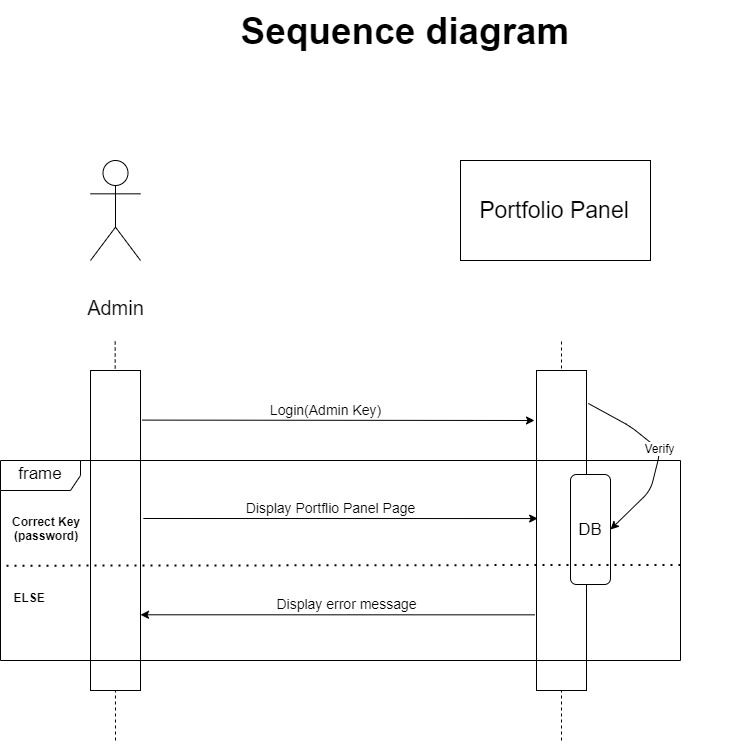 Sequence diagram
Portfolio Panel
Admin
Login(Admin Key)
Verify
frame
Display Portflio Panel Page
Correct Key
(password)
DB
ELSE
Display error message